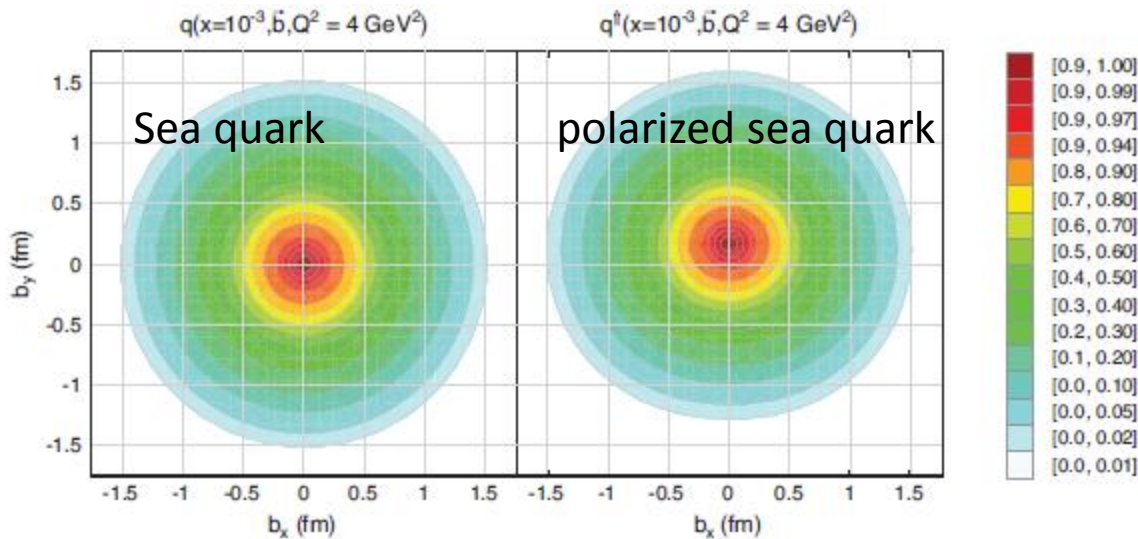 q(x=10⁻³,b⃗,Q² = 4 GeV²)
q⇑(x=10⁻³,b⃗,Q² = 4 GeV²)
Sea quark
polarized sea quark
b_y (fm)
1.5
1
0.5
0
-0.5
-1
-1.5
-1.5 -1 -0.5 0 0.5 1 1.5
b_x (fm)
-1.5 -1 -0.5 0 0.5 1 1.5
b_x (fm)
[0.9, 1.00]
[0.9, 0.99]
[0.9, 0.97]
[0.9, 0.94]
[0.8, 0.90]
[0.7, 0.80]
[0.6, 0.70]
[0.5, 0.60]
[0.4, 0.50]
[0.3, 0.40]
[0.2, 0.30]
[0.1, 0.20]
[0.0, 0.10]
[0.0, 0.05]
[0.0, 0.02]
[0.0, 0.01]